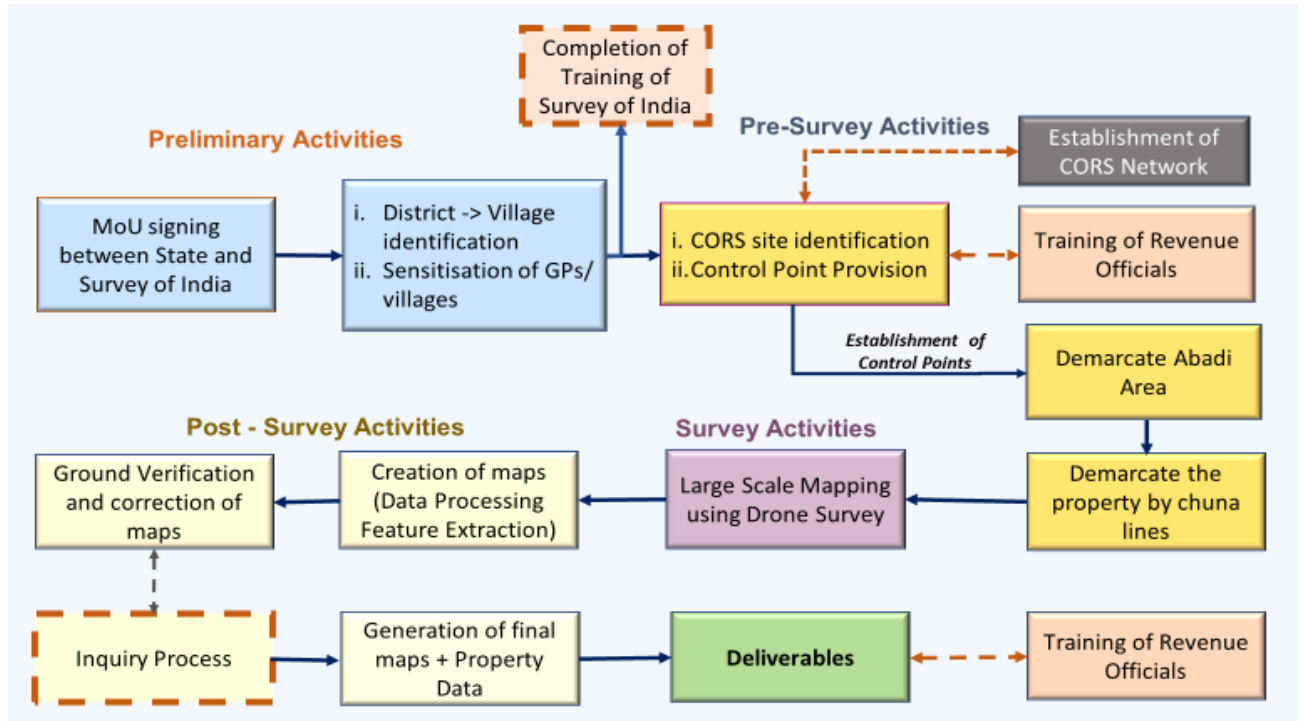 Completion of
Training of
Survey of India
Preliminary Activities
Pre-Survey Activities
Establishment of
CORS Network
MoU signing
between State and
Survey of India
i. District -> Village
identification
ii. Sensitisation of GPs/
villages
i. CORS site identification
ii. Control Point Provision
Training of Revenue
Officials
Establishment of
Control Points
Demarcate Abadi
Area
Post - Survey Activities
Survey Activities
Ground Verification
and correction of
maps
Creation of maps
(Data Processing
Feature Extraction)
Large Scale Mapping
using Drone Survey
Demarcate the
property by chuna
lines
Inquiry Process
Generation of final
maps + Property
Data
Deliverables
Training of Revenue
Officials